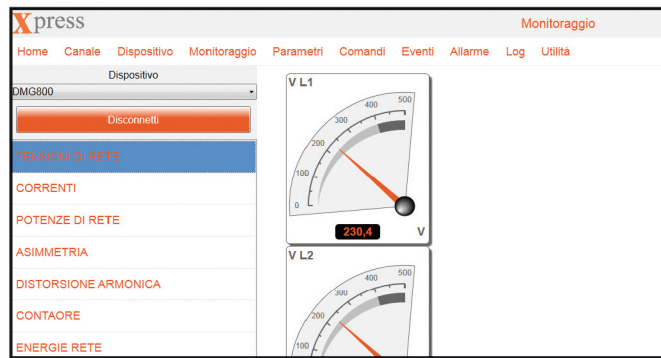 Xpress
Monitoraggio
Home Canale Dispositivo Monitoraggio Parametri Comandi Eventi Allarme Log Utilità
Dispositivo
DMG800
Disconnetti
TENSIONI DI RETE
CORRENTI
POTENZE DI RETE
ASIMMETRIA
DISTORSIONE ARMONICA
CONTAORE
ENERGIE RETE
V L1
0 100 200 300 400 500
230,4 V
V L2
100 200 300 400 500